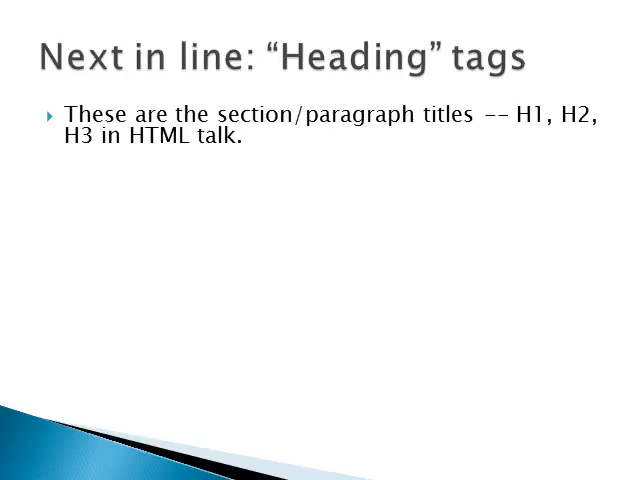 Next in line: “Heading” tags
These are the section/paragraph titles -- H1, H2,
H3 in HTML talk.